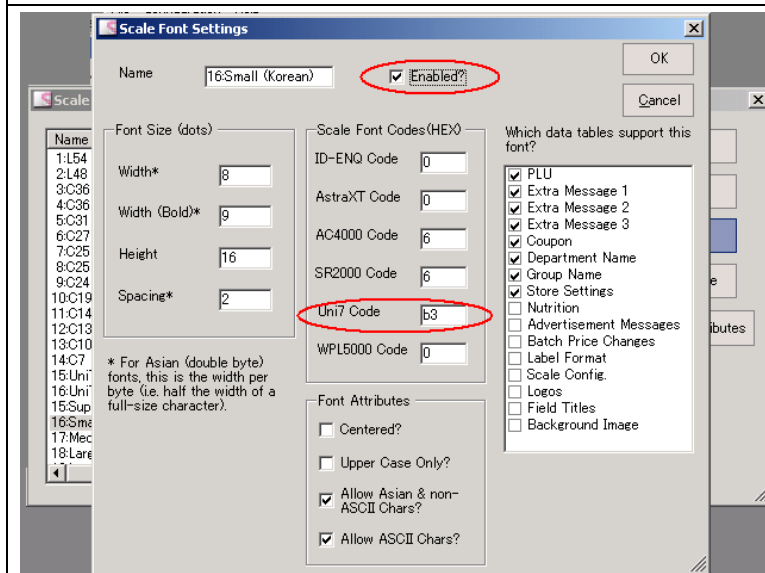 Scale Font Settings
Name
16:Small (Korean)
Enabled?
OK
Cancel
Scale
Name
1:L54
2:L48
3:C36
4:C36
5:C31
6:C27
7:C25
8:C25
9:C24
10:C19
11:C14
12:C13
13:C10
14:C7
15:Uni
16:Uni
15:Sup
16:Sma
17:Med
18:Larg
Font Size (dots)
Width*
8
Width (Bold)*
9
Height
16
Spacing*
2
* For Asian (double byte)
fonts, this is the width per
byte (i.e. half the width of a
full-size character).
Scale Font Codes(HEX)
ID-ENQ Code
0
AstraXT Code
0
AC4000 Code
6
SR2000 Code
6
Uni7 Code
b3
WPL5000 Code
0
Font Attributes
Centered?
Upper Case Only?
Allow Asian & non-
ASCII Chars?
Allow ASCII Chars?
Which data tables support this
font?
PLU
Extra Message 1
Extra Message 2
Extra Message 3
Coupon
Department Name
Group Name
Store Settings
Nutrition
Advertisement Messages
Batch Price Changes
Label Format
Scale Config.
Logos
Field Titles
Background Image
e
ibutes